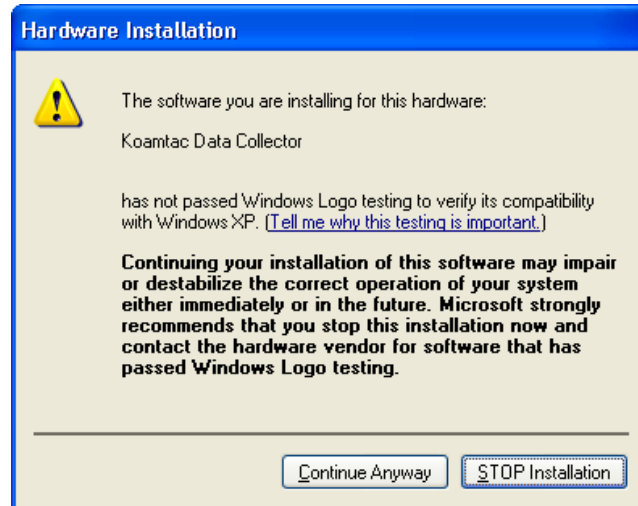 Hardware Installation
The software you are installing for this hardware:
Koamtac Data Collector
has not passed Windows Logo testing to verify its compatibility
with Windows XP. (Tell me why this testing is important.)
Continuing your installation of this software may impair
or destabilize the correct operation of your system
either immediately or in the future. Microsoft strongly
recommends that you stop this installation now and
contact the hardware vendor for software that has
passed Windows Logo testing.
Continue Anyway
STOP Installation